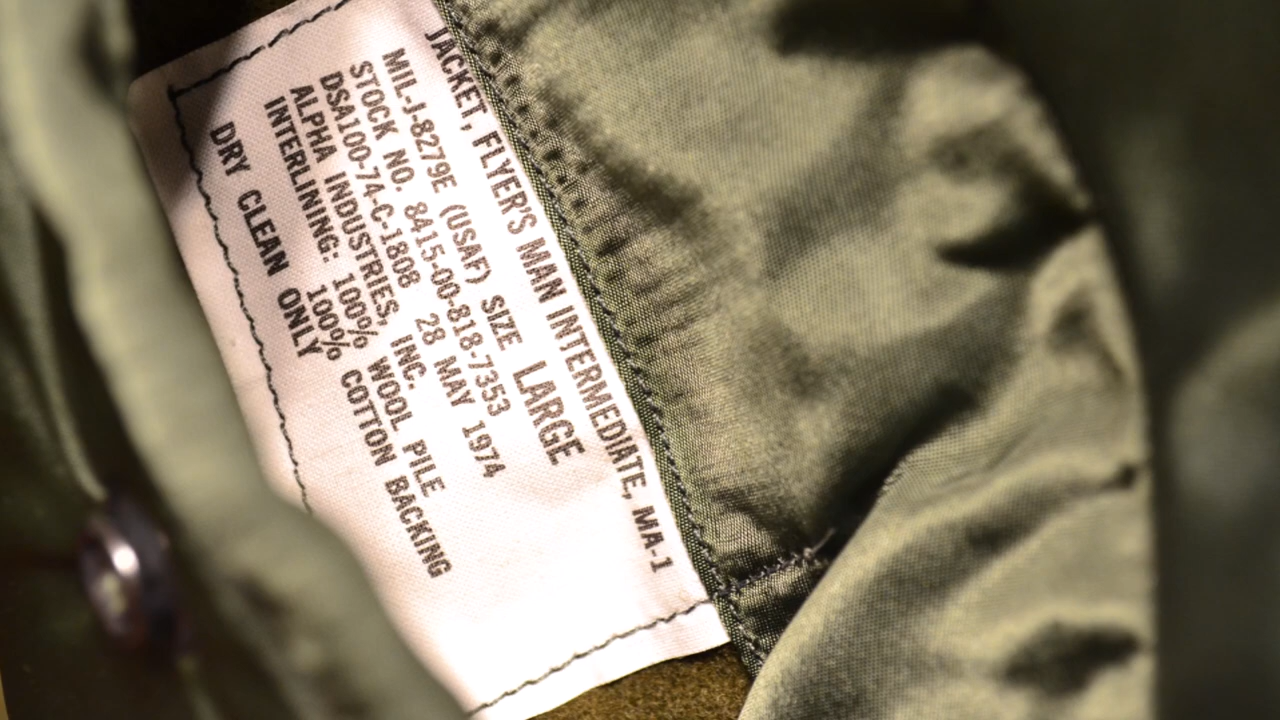 JACKET, FLYER'S MAN INTERMEDIATE, MA-1
MIL-J-8279E (USAF) SIZE LARGE
STOCK NO. 8415-00-818-7353
DSA100-74-C-1808 28 MAY 1974
ALPHA INDUSTRIES, INC.
INTERLINING: 100% WOOL PILE
100% COTTON BACKING
DRY CLEAN ONLY